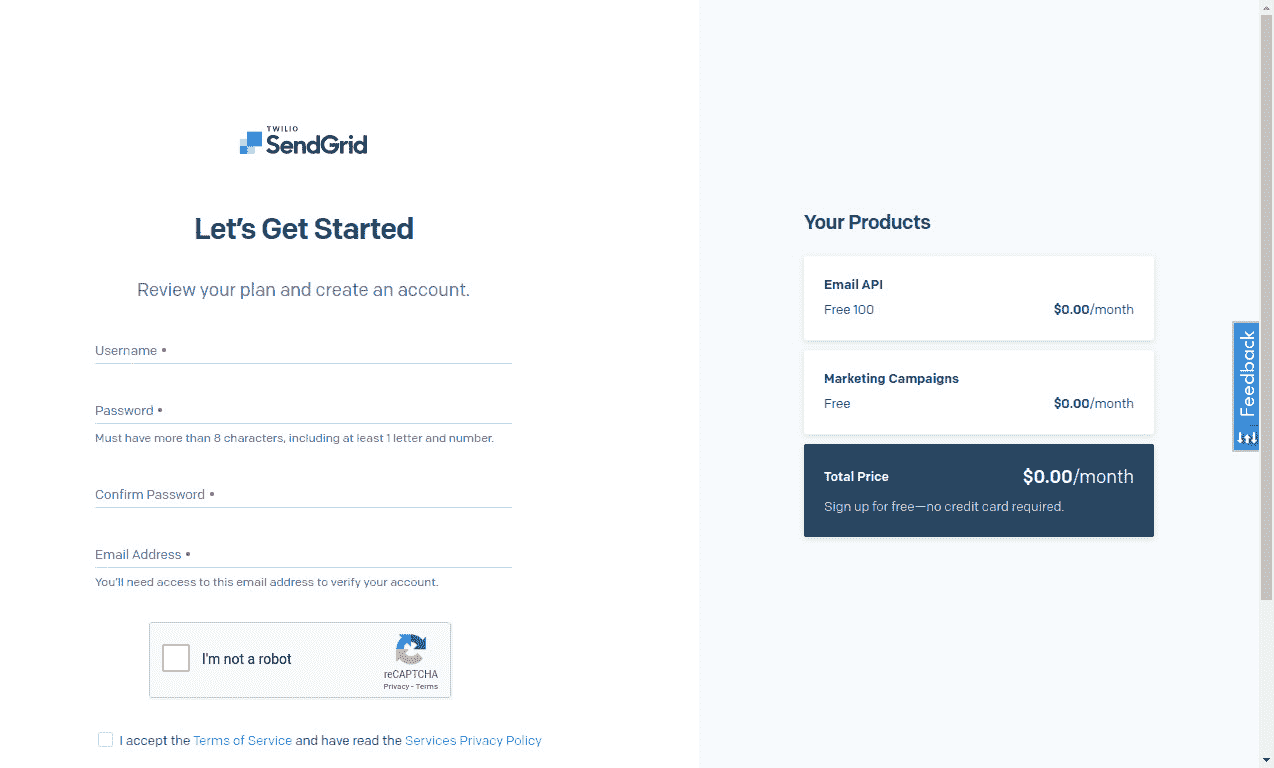 TWILIO
SendGrid
Let's Get Started
Review your plan and create an account.
Username •
Password •
Must have more than 8 characters, including at least 1 letter and number.
Confirm Password •
Email Address •
You'll need access to this email address to verify your account.
I'm not a robot
reCAPTCHA
Privacy - Terms
I accept the Terms of Service and have read the Services Privacy Policy
Your Products
Email API
Free 100 $0.00/month
Marketing Campaigns
Free $0.00/month
Total Price $0.00/month
Sign up for free—no credit card required.
Feedback